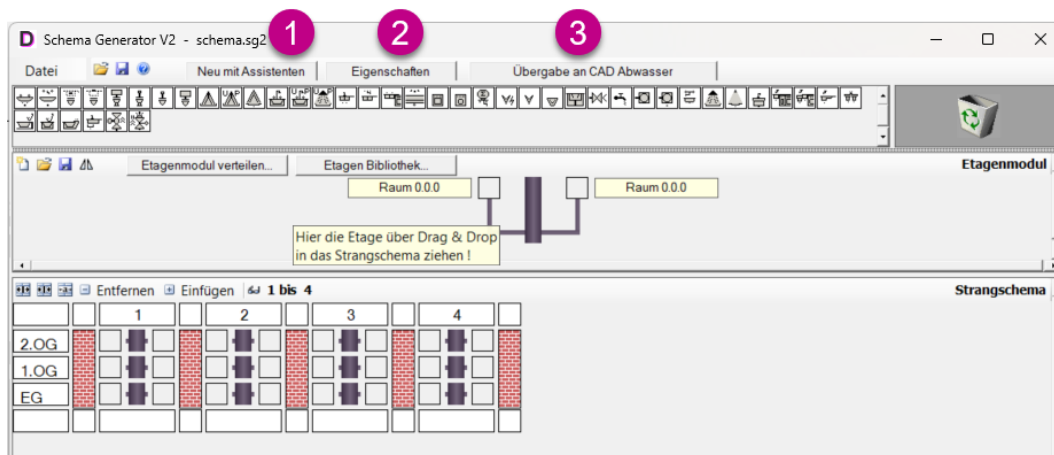 1 2 3
D Schema Generator V2 - schema.sg2
Datei Neu mit Assistenten Eigenschaften Übergabe an CAD Abwasser
Etagenmodul verteilen... Etagen Bibliothek... Etagenmodul
Raum 0.0.0 Raum 0.0.0
Hier die Etage über Drag & Drop
in das Strangschema ziehen !
Entfernen Einfügen 1 bis 4 Strangschema
1 2 3 4
2.OG
1.OG
EG